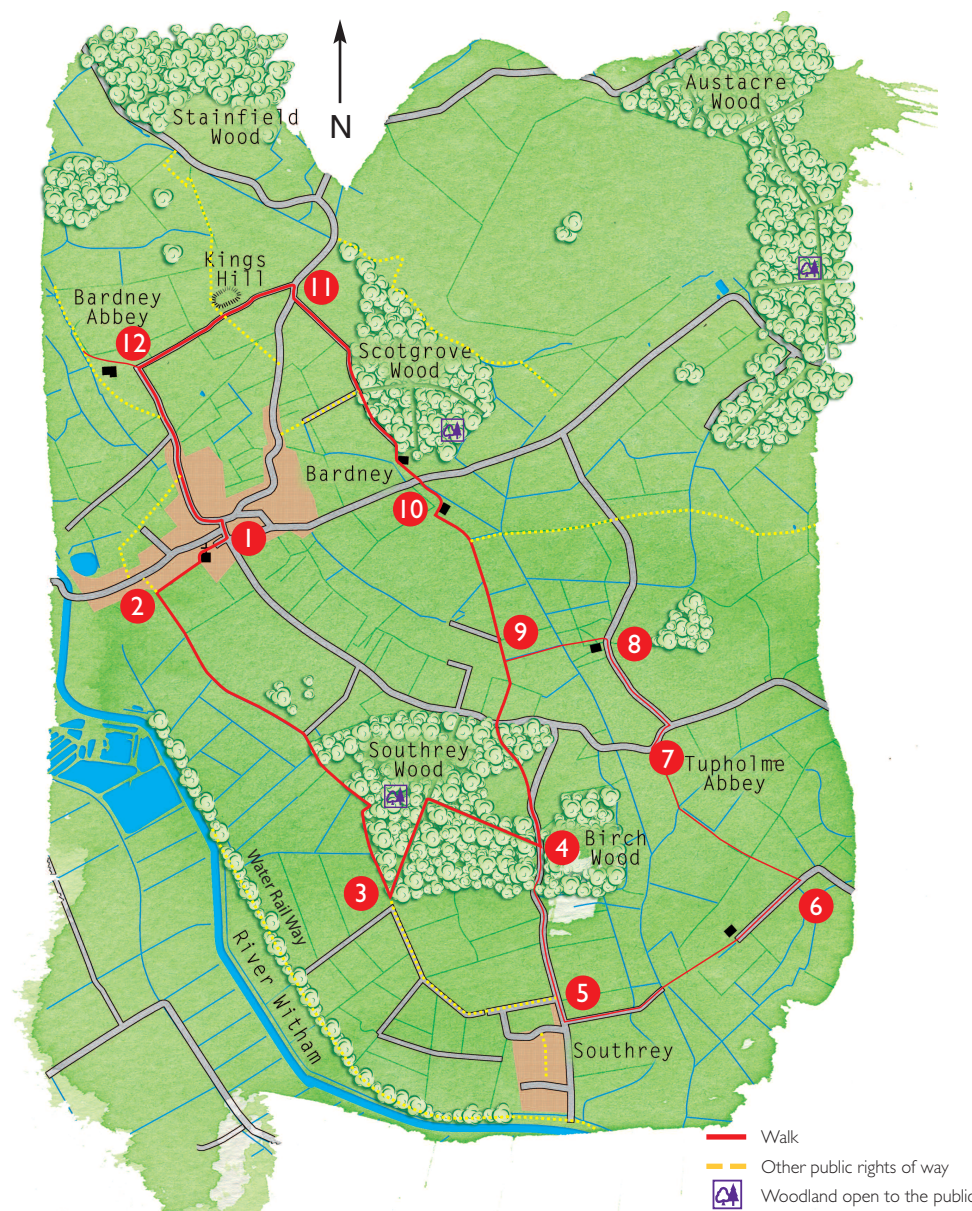 Austacre
Wood
Stainfield
Wood
N
Kings
Hill
11
Bardney
Abbey
12
Scotgrove
Wood
Bardney
10
1
2
9
8
7
Tupholme
Abbey
Southrey
Wood
4
Birch
Wood
3
6
Water Rail Way
River Witham
5
Southrey
Walk
Other public rights of way
Woodland open to the public